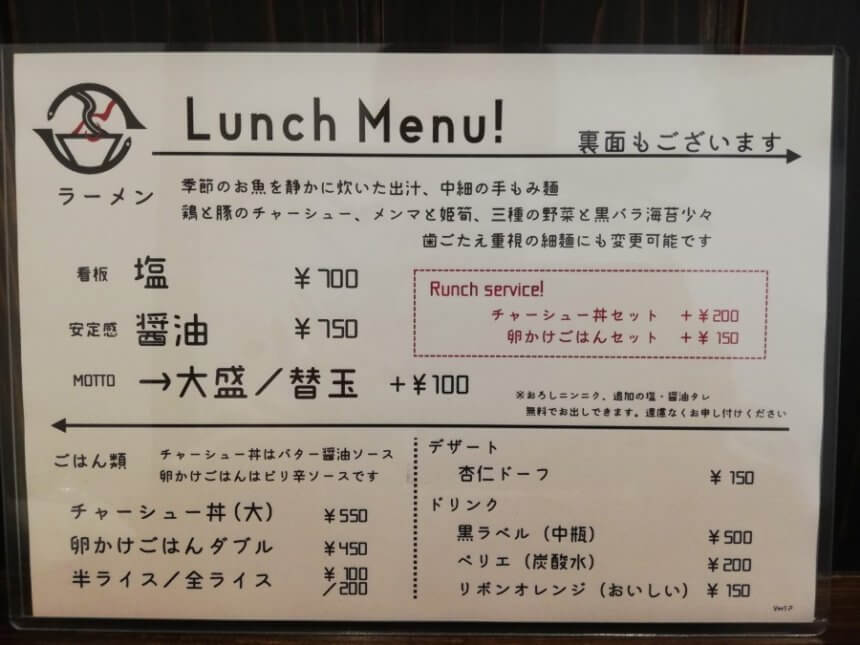 Lunch Menu!
裏面もございます
ラーメン
季節のお魚を静かに炊いた出汁、中細の手もみ麺
鶏と豚のチャーシュー、メンマと姫筍、三種の野菜と黒バラ海苔少々
歯ごたえ重視の細麺にも変更可能です
看板 塩 ¥700
安定感 醤油 ¥750
MOTTO →大盛/替玉 +¥100
Runch service!
チャーシュー丼セット +¥200
卵かけごはんセット +¥150
※おろしニンニク、追加の塩・醤油タレ
無料でお出しできます。遠慮なくお申し付けください
ごはん類
チャーシュー丼はバター醤油ソース
卵かけごはんはピリ辛ソースです
チャーシュー丼(大) ¥550
卵かけごはんダブル ¥450
半ライス/全ライス ¥100/200
デザート
杏仁ドーフ ¥150
ドリンク
黒ラベル(中瓶) ¥500
ペリエ(炭酸水) ¥200
リボンオレンジ(おいしい) ¥150